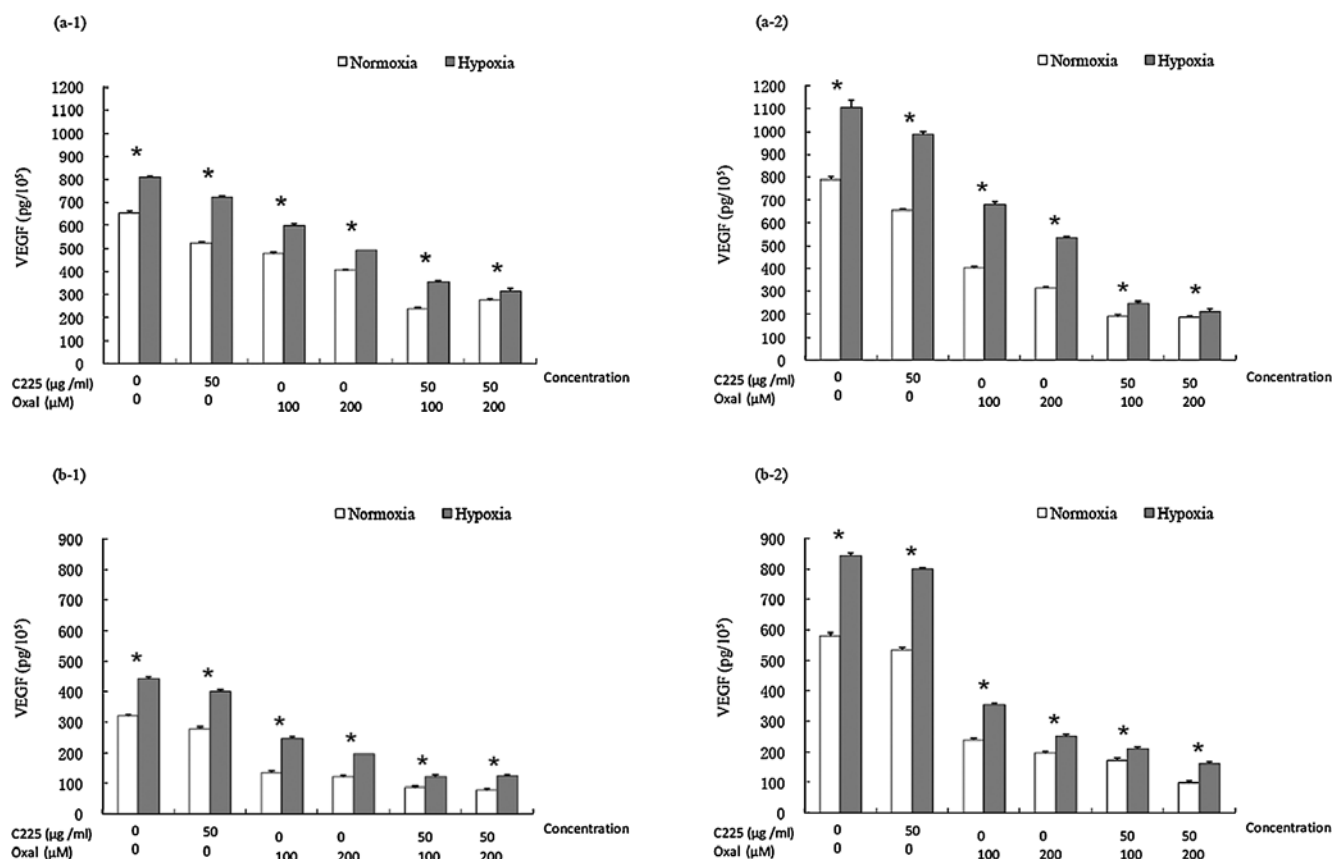 (a-1)
Normoxia Hypoxia
1200
1100
1000
900
800
700
600
500
400
300
200
100
0
VEGF (pg/10⁵)
* * * * * *
C225 (μg /ml) 0 50 0 0 50 50 Concentration
Oxal (μM) 0 0 100 200 100 200
(a-2)
Normoxia Hypoxia
1200
1100
1000
900
800
700
600
500
400
300
200
100
0
VEGF (pg/10⁵)
* * * * * *
C225 (μg /ml) 0 50 0 0 50 50 Concentration
Oxal (μM) 0 0 100 200 100 200
(b-1)
Normoxia Hypoxia
900
800
700
600
500
400
300
200
100
0
VEGF (pg/10⁵)
* * * * * *
C225 (μg /ml) 0 50 0 0 50 50 Concentration
Oxal (μM) 0 0 100 200 100 200
(b-2)
Normoxia Hypoxia
900
800
700
600
500
400
300
200
100
0
VEGF (pg/10⁵)
* * * * * *
C225 (μg /ml) 0 50 0 0 50 50 Concentration
Oxal (μM) 0 0 100 200 100 200